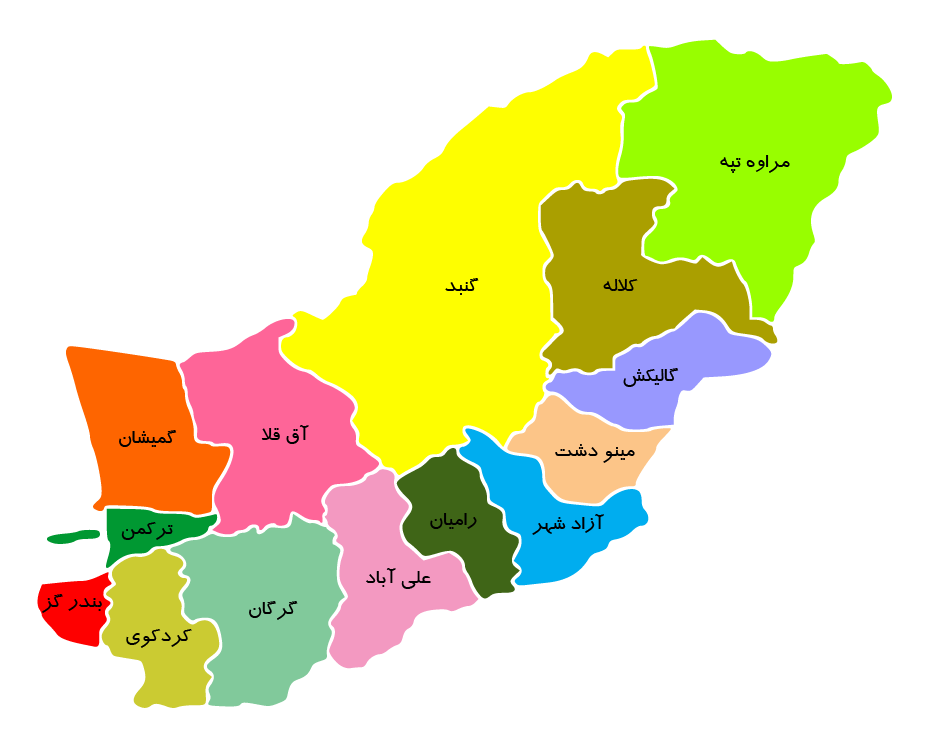 مراوه تپه
گنبد
کلاله
گالیکش
گمیشان
آق قلا
مینو دشت
ترکمن
رامیان
آزاد شهر
علی آباد
بندر گز
گرگان
کردکوی